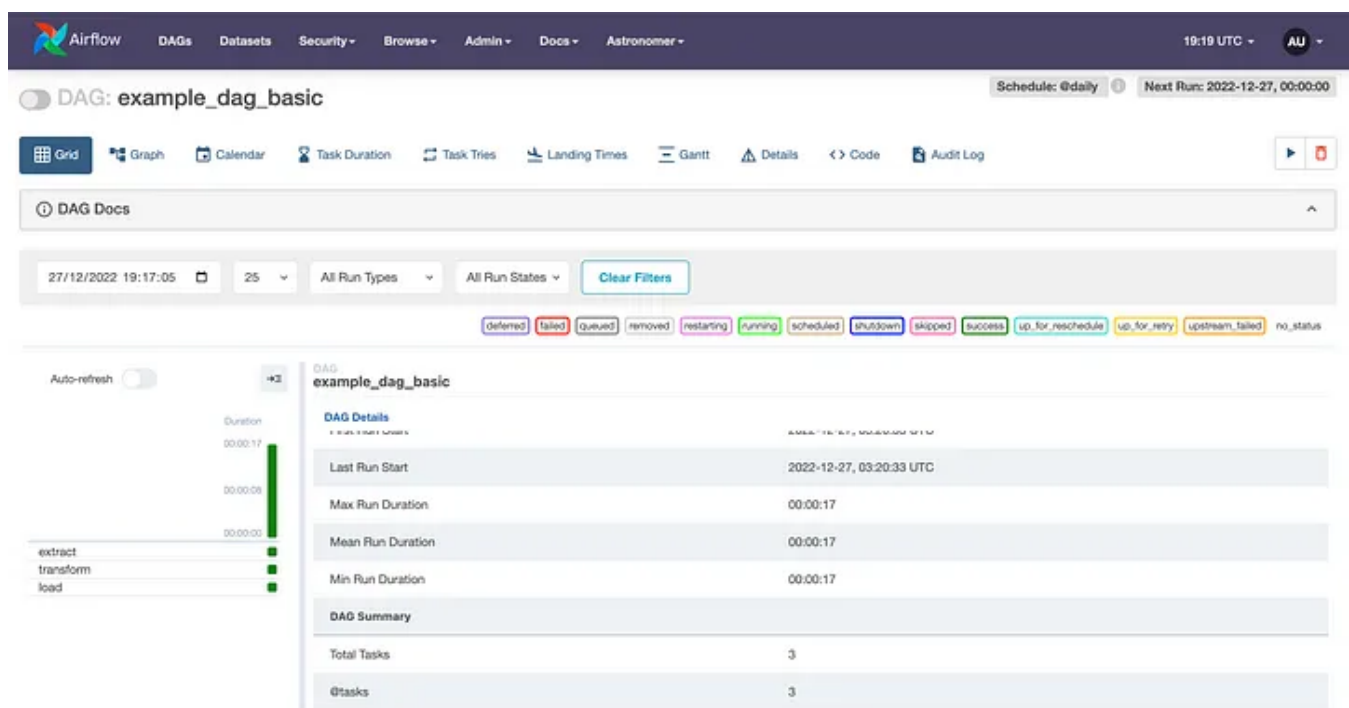 Airflow DAGs Datasets Security Browse Admin Docs Astronomer 19:19 UTC AU
DAG: example_dag_basic Schedule: @daily Next Run: 2022-12-27, 00:00:00
Grid Graph Calendar Task Duration Task Tries Landing Times Gantt Details <> Code Audit Log
DAG Docs
27/12/2022 19:17:05 25 All Run Types All Run States Clear Filters
deferred failed queued removed restarting running scheduled shutdown skipped success up_for_reschedule up_for_retry upstream_failed no_status
Auto-refresh
DAG
example_dag_basic
Duration
00:00:17
00:00:08
00:00:00
extract
transform
load
DAG Details
Last Run Start 2022-12-27, 03:20:33 UTC
Max Run Duration 00:00:17
Mean Run Duration 00:00:17
Min Run Duration 00:00:17
DAG Summary
Total Tasks 3
@tasks 3